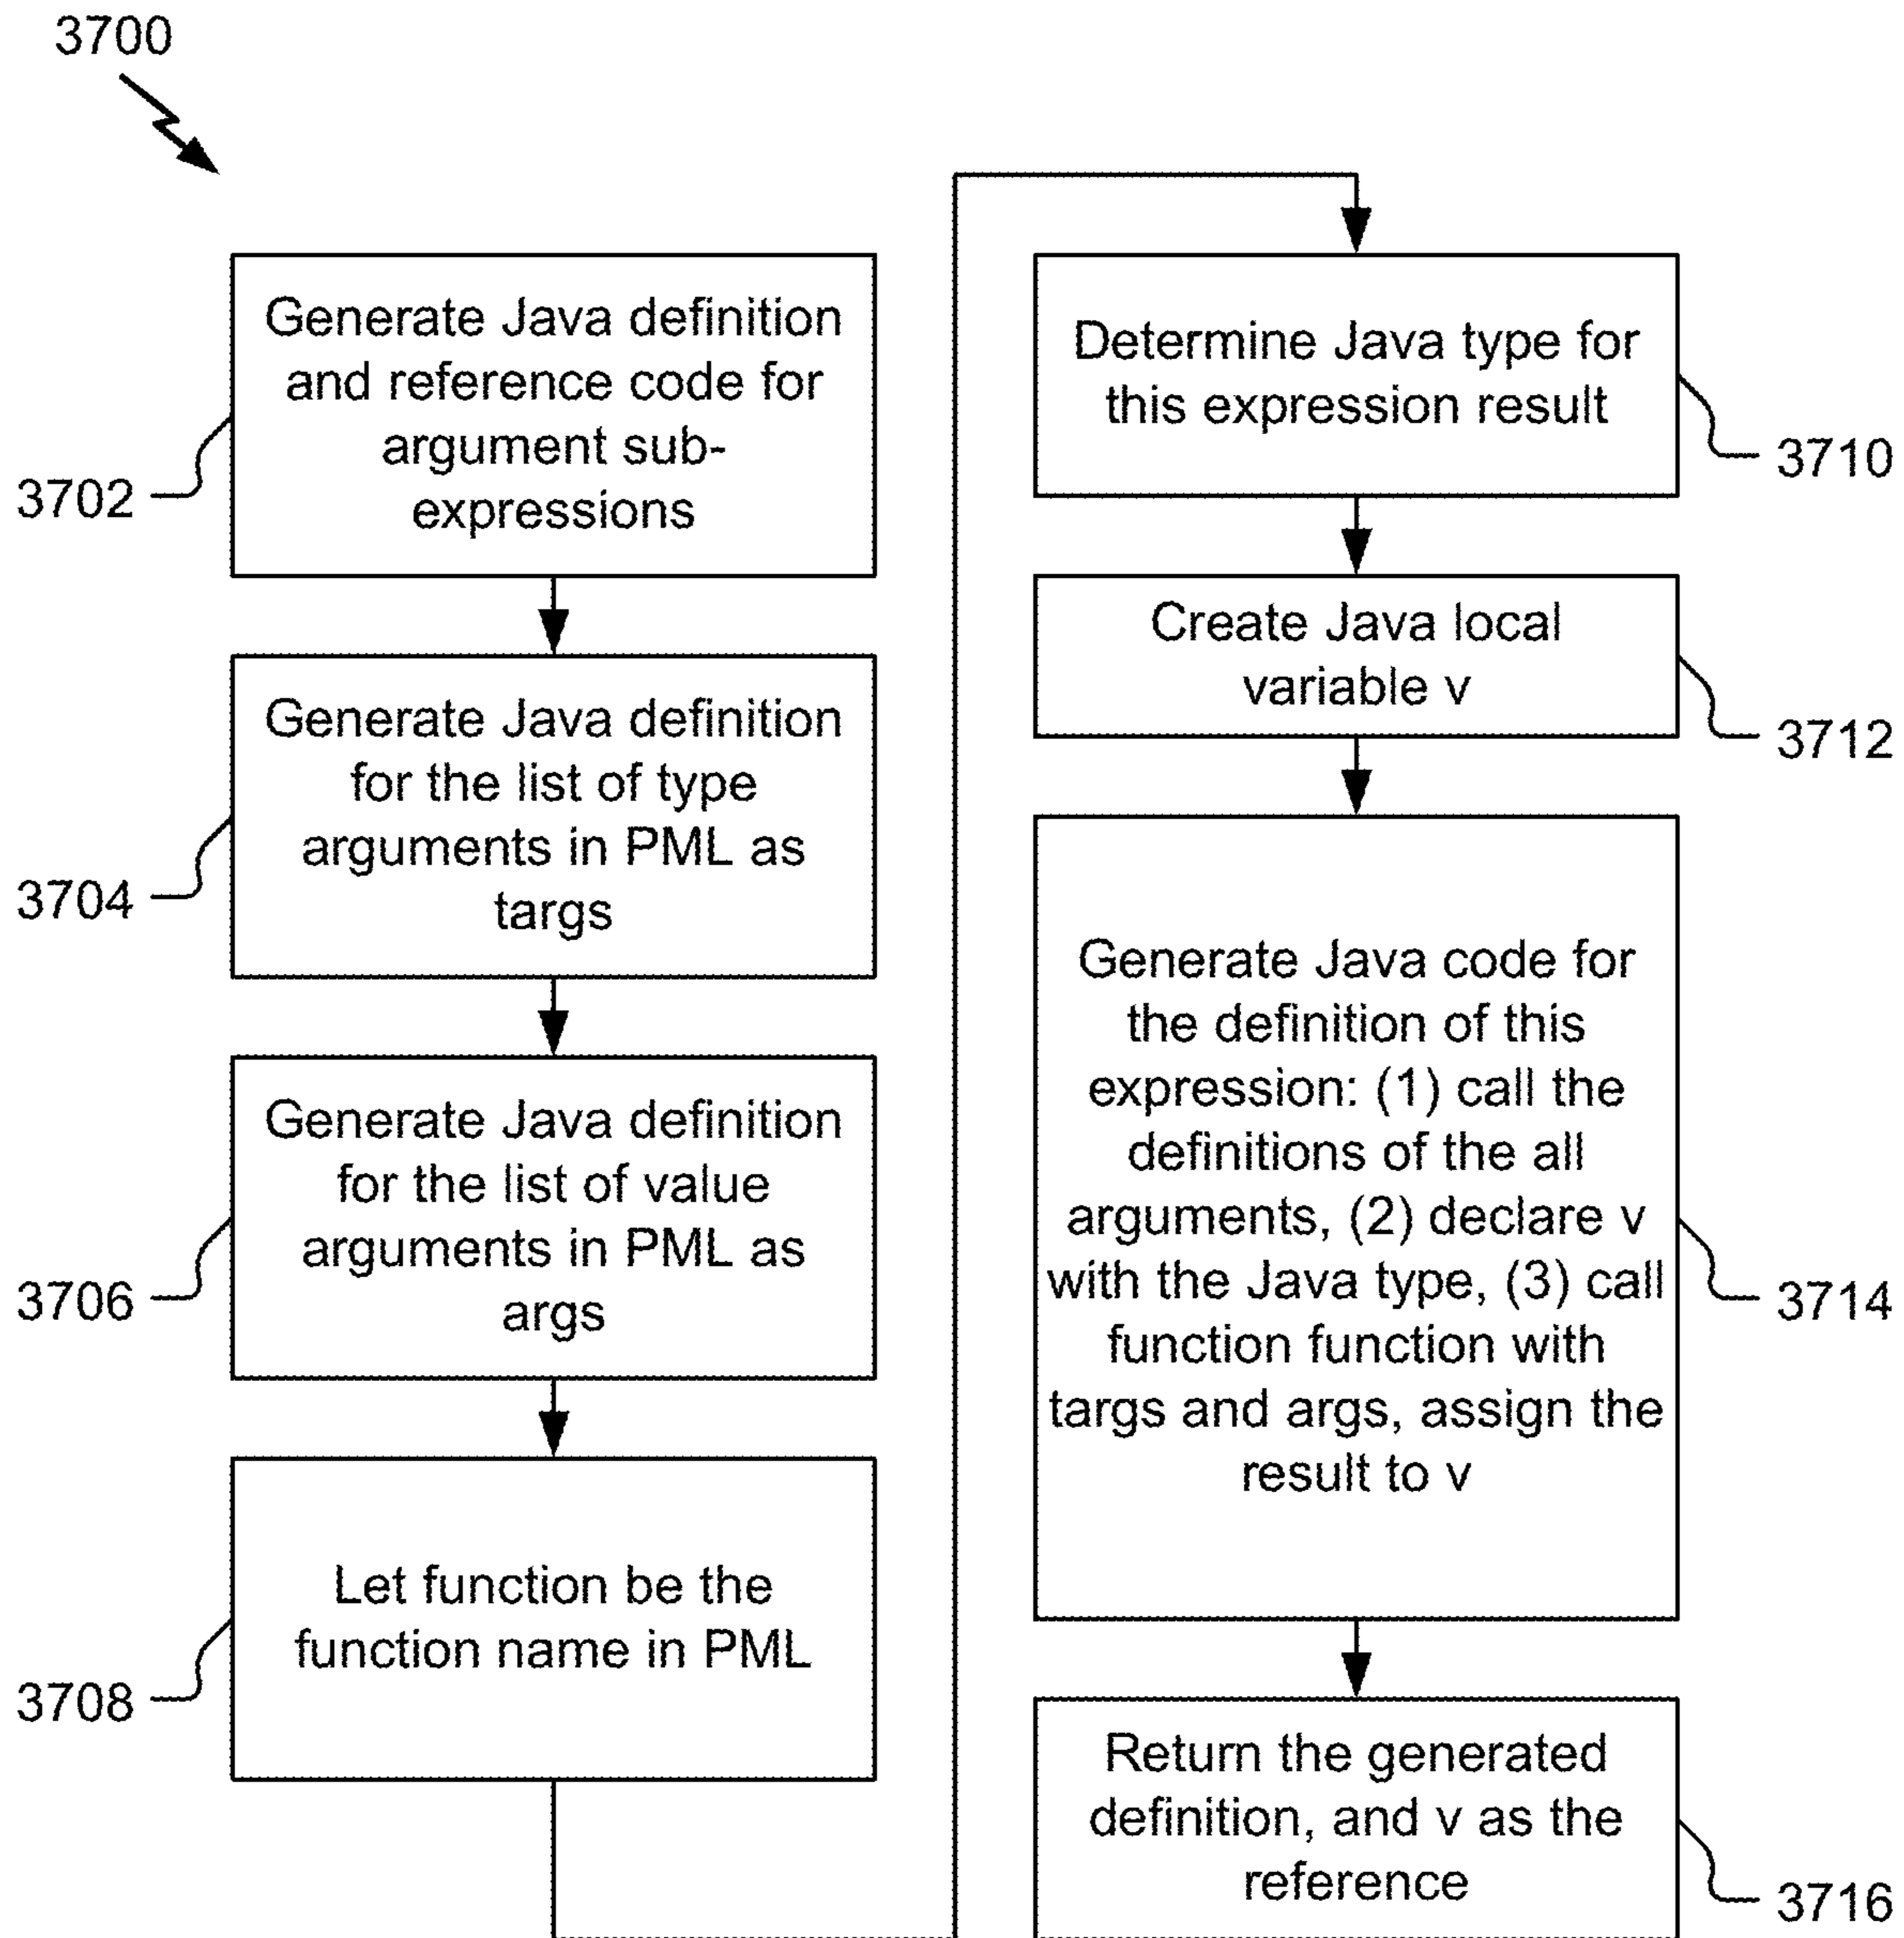 3700
Generate Java definition
and reference code for
argument sub-
expressions
3702
Generate Java definition
for the list of type
arguments in PML as
targs
3704
Generate Java definition
for the list of value
arguments in PML as
args
3706
Let function be the
function name in PML
3708
Determine Java type for
this expression result
3710
Create Java local
variable v
3712
Generate Java code for
the definition of this
expression: (1) call the
definitions of the all
arguments, (2) declare v
with the Java type, (3) call
function function with
targs and args, assign the
result to v
3714
Return the generated
definition, and v as the
reference
3716